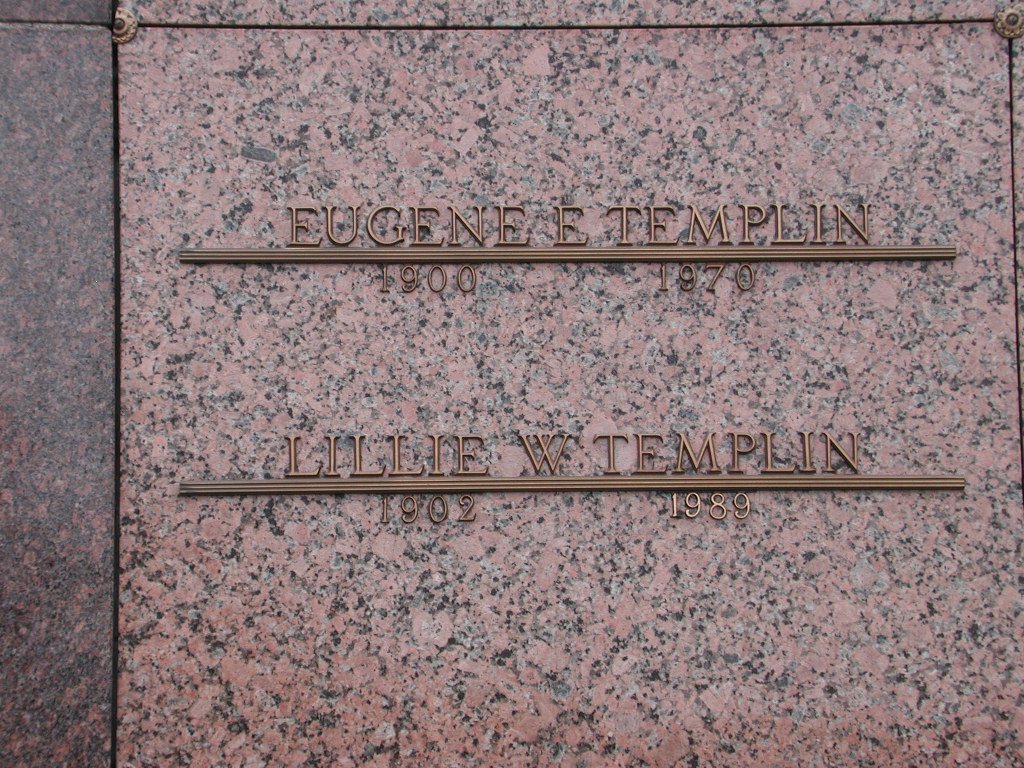 EUGENE E TEMPLIN
1900 1970
LILLIE W TEMPLIN
1902 1989